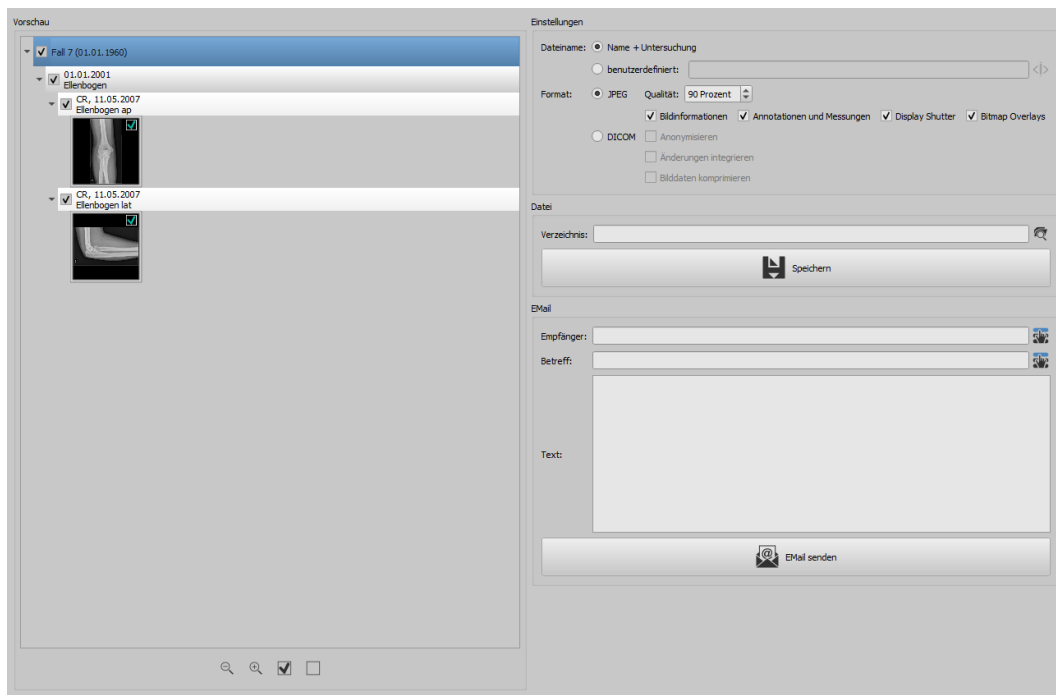 Vorschau
Fall 7 (01.01.1960)
01.01.2001
Ellenbogen
CR, 11.05.2007
Ellenbogen ap
CR, 11.05.2007
Ellenbogen lat
Einstellungen
Dateiname: Name + Untersuchung
benutzerdefiniert:
Format: JPEG Qualität: 90 Prozent
Bildinformationen Annotationen und Messungen Display Shutter Bitmap Overlays
DICOM Anonymisieren
Änderungen integrieren
Bilddaten komprimieren
Datei
Verzeichnis:
Speichern
EMail
Empfänger:
Betreff:
Text:
EMail senden